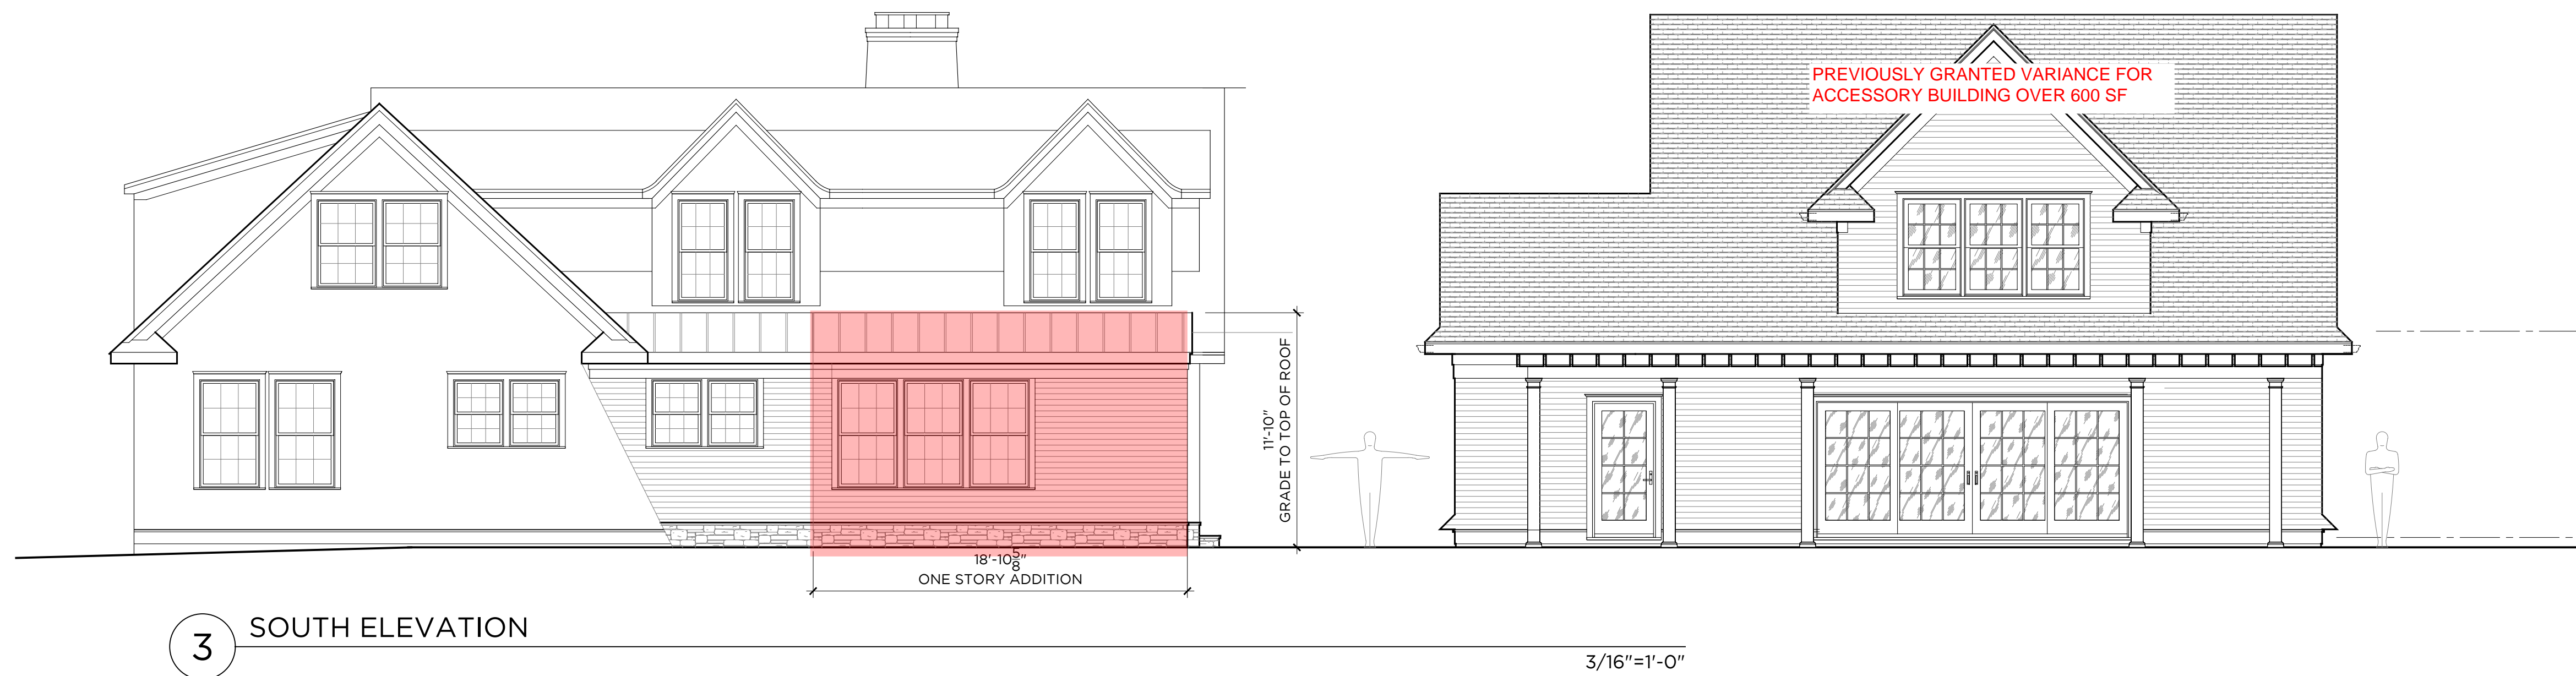 PREVIOUSLY GRANTED VARIANCE FOR
ACCESSORY BUILDING OVER 600 SF
11'-10"
GRADE TO TOP OF ROOF
18'-10 5/8"
ONE STORY ADDITION
3
SOUTH ELEVATION
3/16"=1'-0"